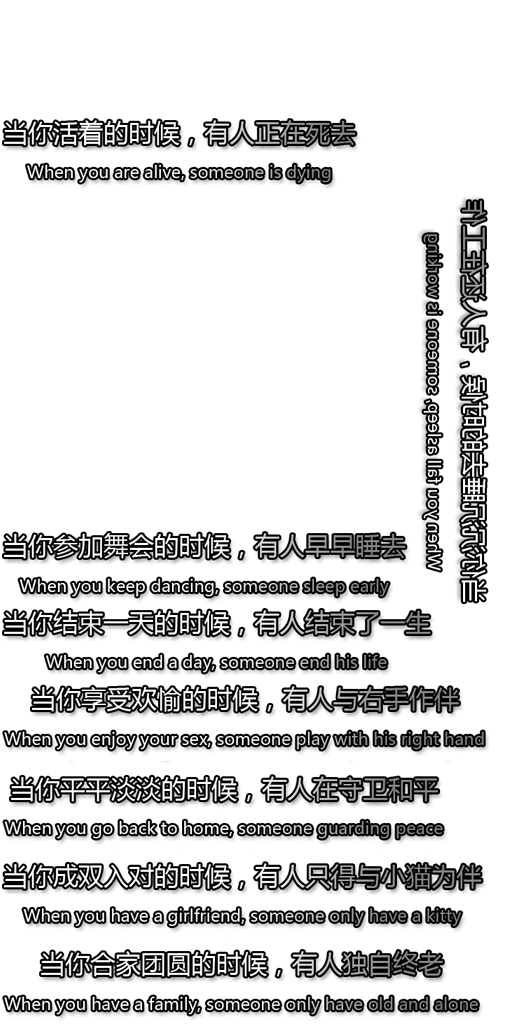 当你活着的时候，有人正在死去
When you are alive, someone is dying
当你沉沉睡去的时候，有人还在工作
When you fall asleep, someone is working
当你参加舞会的时候，有人早早睡去
When you keep dancing, someone sleep early
当你结束一天的时候，有人结束了一生
When you end a day, someone end his life
当你享受欢愉的时候，有人与右手作伴
When you enjoy your sex, someone play with his right hand
当你平平淡淡的时候，有人在守卫和平
When you go back to home, someone guarding peace
当你成双入对的时候，有人只得与小猫为伴
When you have a girlfriend, someone only have a kitty
当你合家团圆的时候，有人独自终老
When you have a family, someone only have old and alone